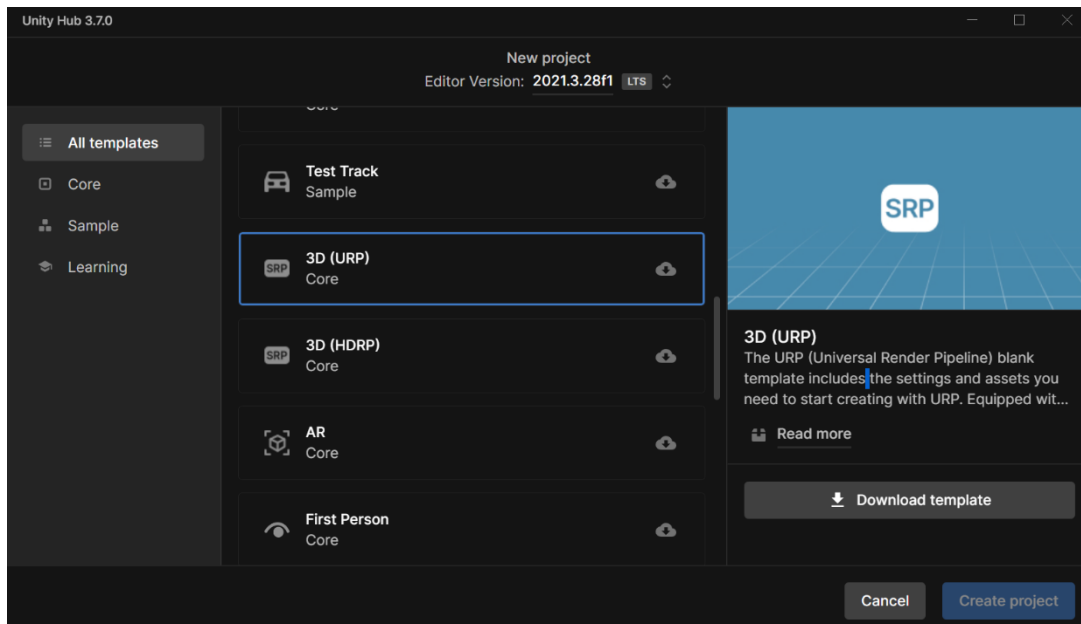 Unity Hub 3.7.0
New project
Editor Version: 2021.3.28f1 LTS
All templates
Core
Sample
Learning
Core
Test Track
Sample
SRP
3D (URP)
Core
SRP
3D (HDRP)
Core
AR
Core
First Person
Core
SRP
3D (URP)
The URP (Universal Render Pipeline) blank
template includes the settings and assets you
need to start creating with URP. Equipped wit...
Read more
Download template
Cancel
Create project